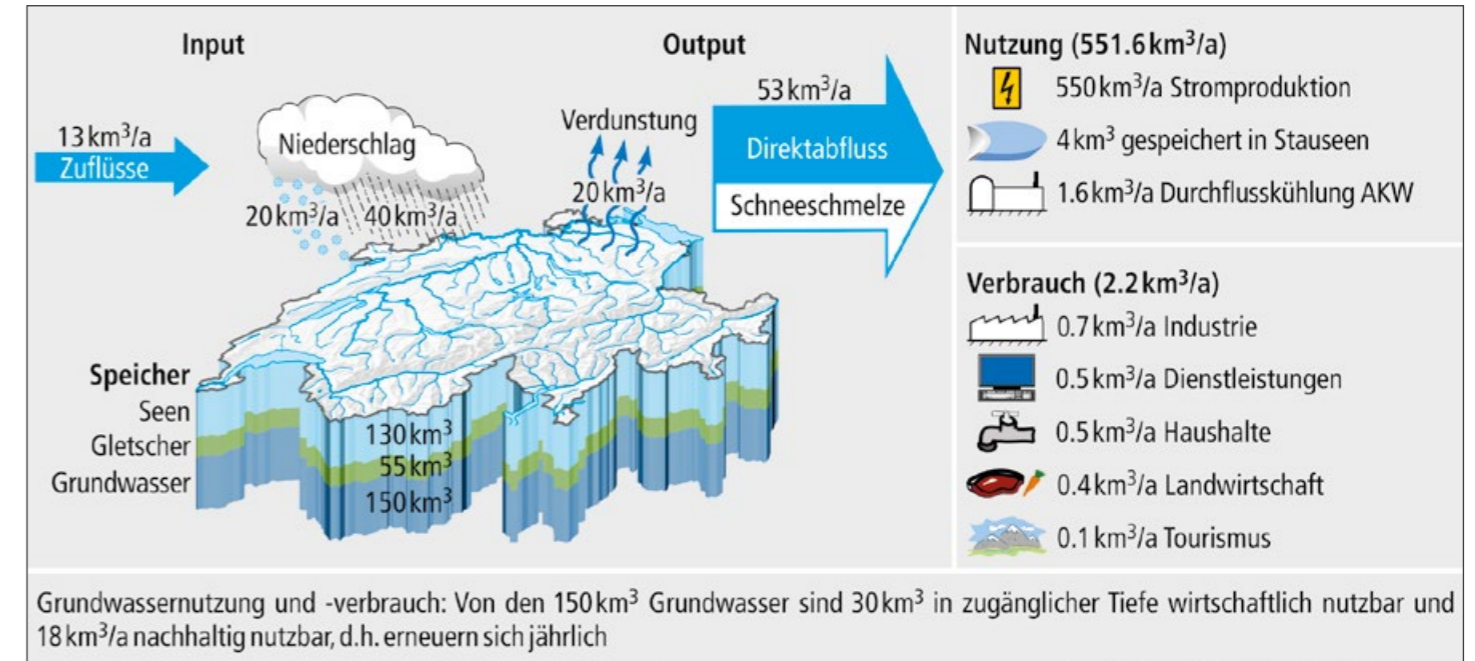 Input
Output
13 km³/a
Zuflüsse
Niederschlag
20 km³/a
40 km³/a
Verdunstung
20 km³/a
53 km³/a
Direktabfluss
Schneeschmelze
Speicher
Seen
Gletscher
Grundwasser
130 km³
55 km³
150 km³
Nutzung (551.6 km³/a)
550 km³/a Stromproduktion
4 km³ gespeichert in Stauseen
1.6 km³/a Durchflusskühlung AKW
Verbrauch (2.2 km³/a)
0.7 km³/a Industrie
0.5 km³/a Dienstleistungen
0.5 km³/a Haushalte
0.4 km³/a Landwirtschaft
0.1 km³/a Tourismus
Grundwassernutzung und -verbrauch: Von den 150 km³ Grundwasser sind 30 km³ in zugänglicher Tiefe wirtschaftlich nutzbar und
18 km³/a nachhaltig nutzbar, d.h. erneuern sich jährlich